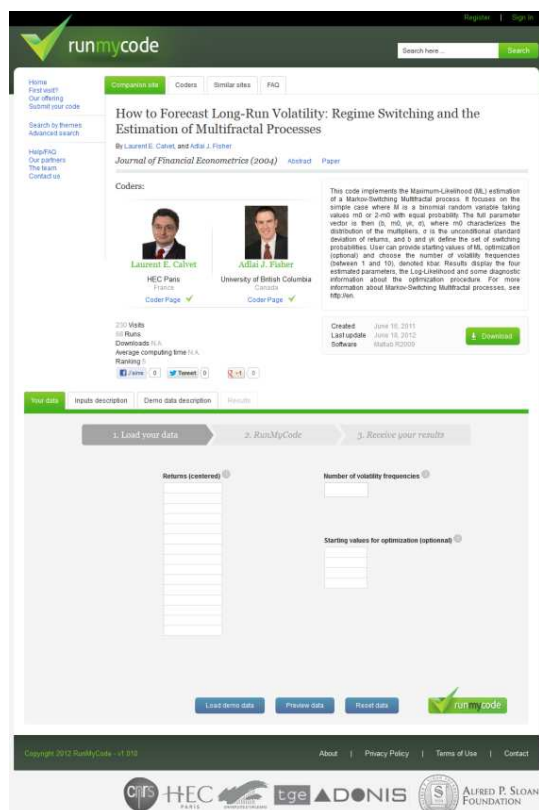 Register | Sign In
runmycode
Search here ...
Search
Home
First visit?
Our offering
Submit your code
Search by themes
Advanced search
Help/FAQ
Our partners
The team
Contact us
Companion site
Coders
Similar sites
FAQ
How to Forecast Long-Run Volatility: Regime Switching and the
Estimation of Multifractal Processes
By Laurent E. Calvet, and Adlai J. Fisher
Journal of Financial Econometrics (2004) Abstract Paper
Coders:
Laurent E. Calvet
HEC Paris
France
Coder Page
Adlai J. Fisher
University of British Columbia
Canada
Coder Page
This code implements the Maximum-Likelihood (ML) estimation
of a Markov-Switching Multifractal process. It focuses on the
simple case where M is a binomial random variable taking
values m0 or 2-m0 with equal probability. The full parameter
vector is then (b, m0, γk, σ), where m0 characterizes the
distribution of the multipliers, σ is the unconditional standard
deviation of returns, and b and γk define the set of switching
probabilities. User can provide starting values of ML optimization
(optional) and choose the number of volatility frequencies
(between 1 and 10), denoted kbar. Results display the four
estimated parameters, the Log-Likelihood and some diagnostic
information about the optimization procedure. For more
information about Markov-Switching Multifractal processes, see
http://en.
230 Visits
Runs
Downloads N.A.
Average computing time N.A.
Ranking
J'aime 0 Tweet 0 +1 0
Created June 10, 2011
Last update June 18, 2012
Software Matlab R2009
Download
Your data
Inputs description
Demo data description
Results
1. Load your data
2. RunMyCode
3. Receive your results
Returns (centered)
Number of volatility frequencies
Starting values for optimization (optionnal)
Load demo data
Preview data
Reset data
runmycode
Copyright 2012 RunMyCode - v1.010
About | Privacy Policy | Terms of Use | Contact
cnrs
HEC
PARIS
tge ADONIS
ALFRED P. SLOAN
FOUNDATION